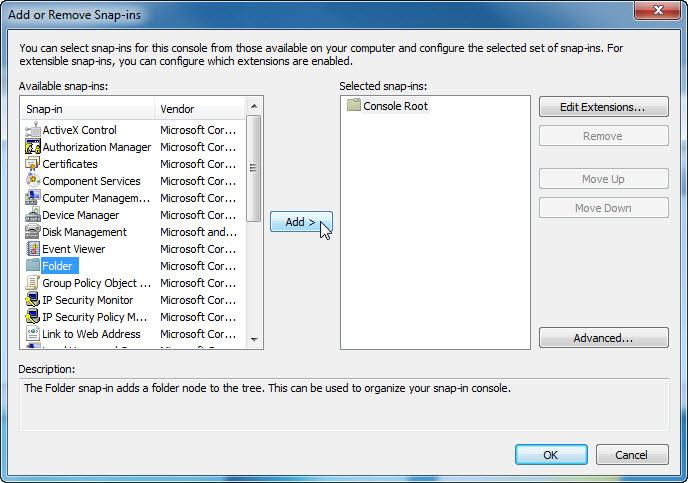 Add or Remove Snap-ins
You can select snap-ins for this console from those available on your computer and configure the selected set of snap-ins. For
extensible snap-ins, you can configure which extensions are enabled.
Available snap-ins:
Selected snap-ins:
Snap-in Vendor
ActiveX Control Microsoft Cor...
Authorization Manager Microsoft Cor...
Certificates Microsoft Cor...
Component Services Microsoft Cor...
Computer Managem... Microsoft Cor...
Device Manager Microsoft Cor...
Disk Management Microsoft and...
Event Viewer Microsoft Cor...
Folder Microsoft Cor...
Group Policy Object ... Microsoft Cor...
IP Security Monitor Microsoft Cor...
IP Security Policy M... Microsoft Cor...
Link to Web Address Microsoft Cor...
Add >
Console Root
Edit Extensions...
Remove
Move Up
Move Down
Advanced...
Description:
The Folder snap-in adds a folder node to the tree. This can be used to organize your snap-in console.
OK
Cancel